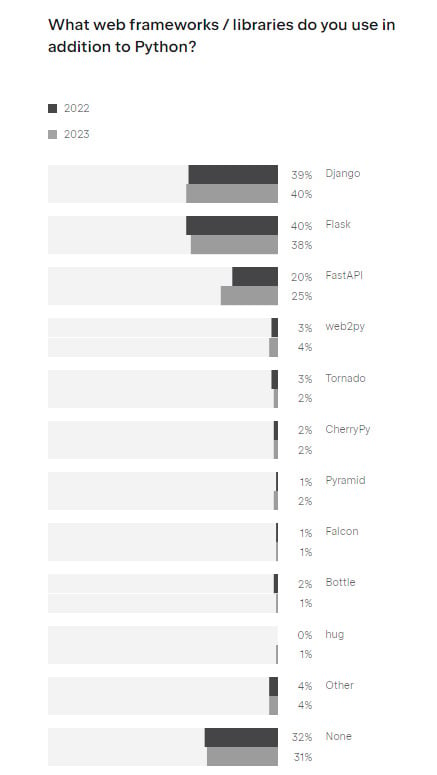 What web frameworks / libraries do you use in
addition to Python?
2022
2023
39% Django
40%
40% Flask
38%
20% FastAPI
25%
3% web2py
4%
3% Tornado
2%
2% CherryPy
2%
1% Pyramid
2%
1% Falcon
1%
2% Bottle
1%
0% hug
1%
4% Other
4%
32% None
31%